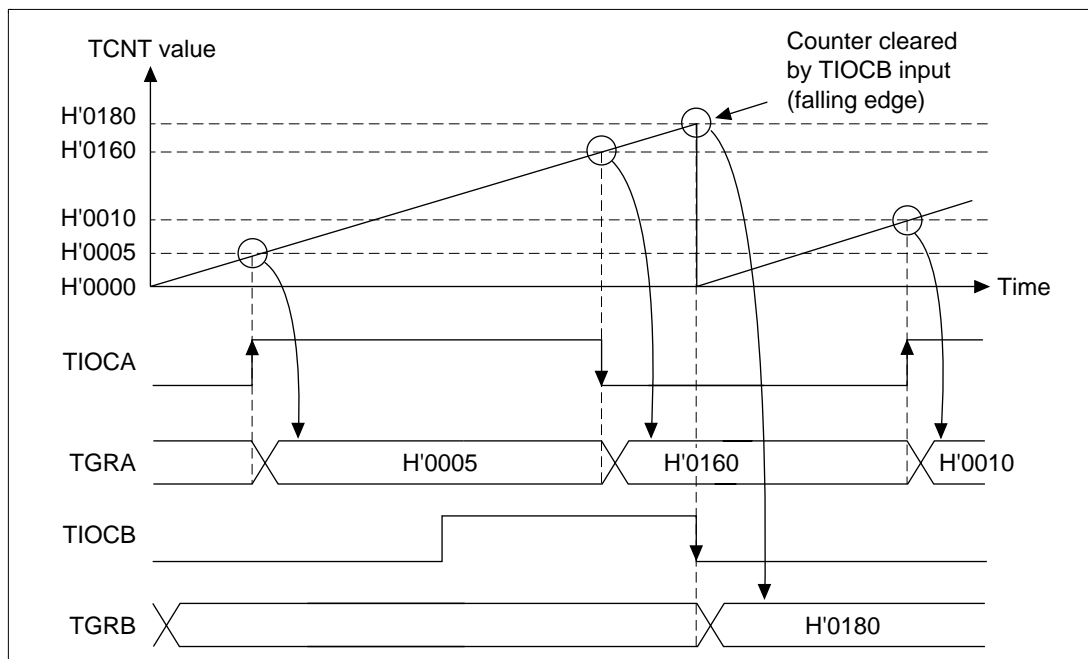 TCNT value
Counter cleared
by TIOCB input
(falling edge)
H'0180
H'0160
H'0010
H'0005
H'0000
Time
TIOCA
TGRA
H'0005
H'0160
H'0010
TIOCB
TGRB
H'0180